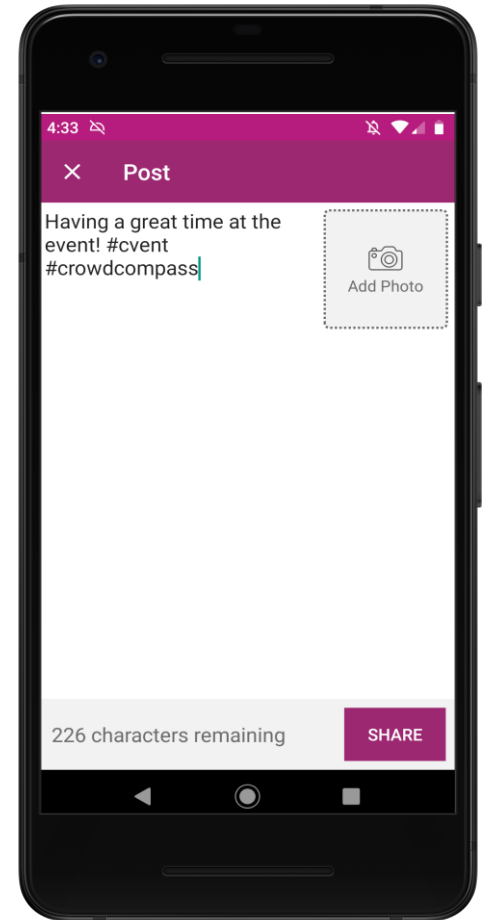 4:33
Post
Having a great time at the
event! #cvent
#crowdcompass
Add Photo
226 characters remaining
SHARE